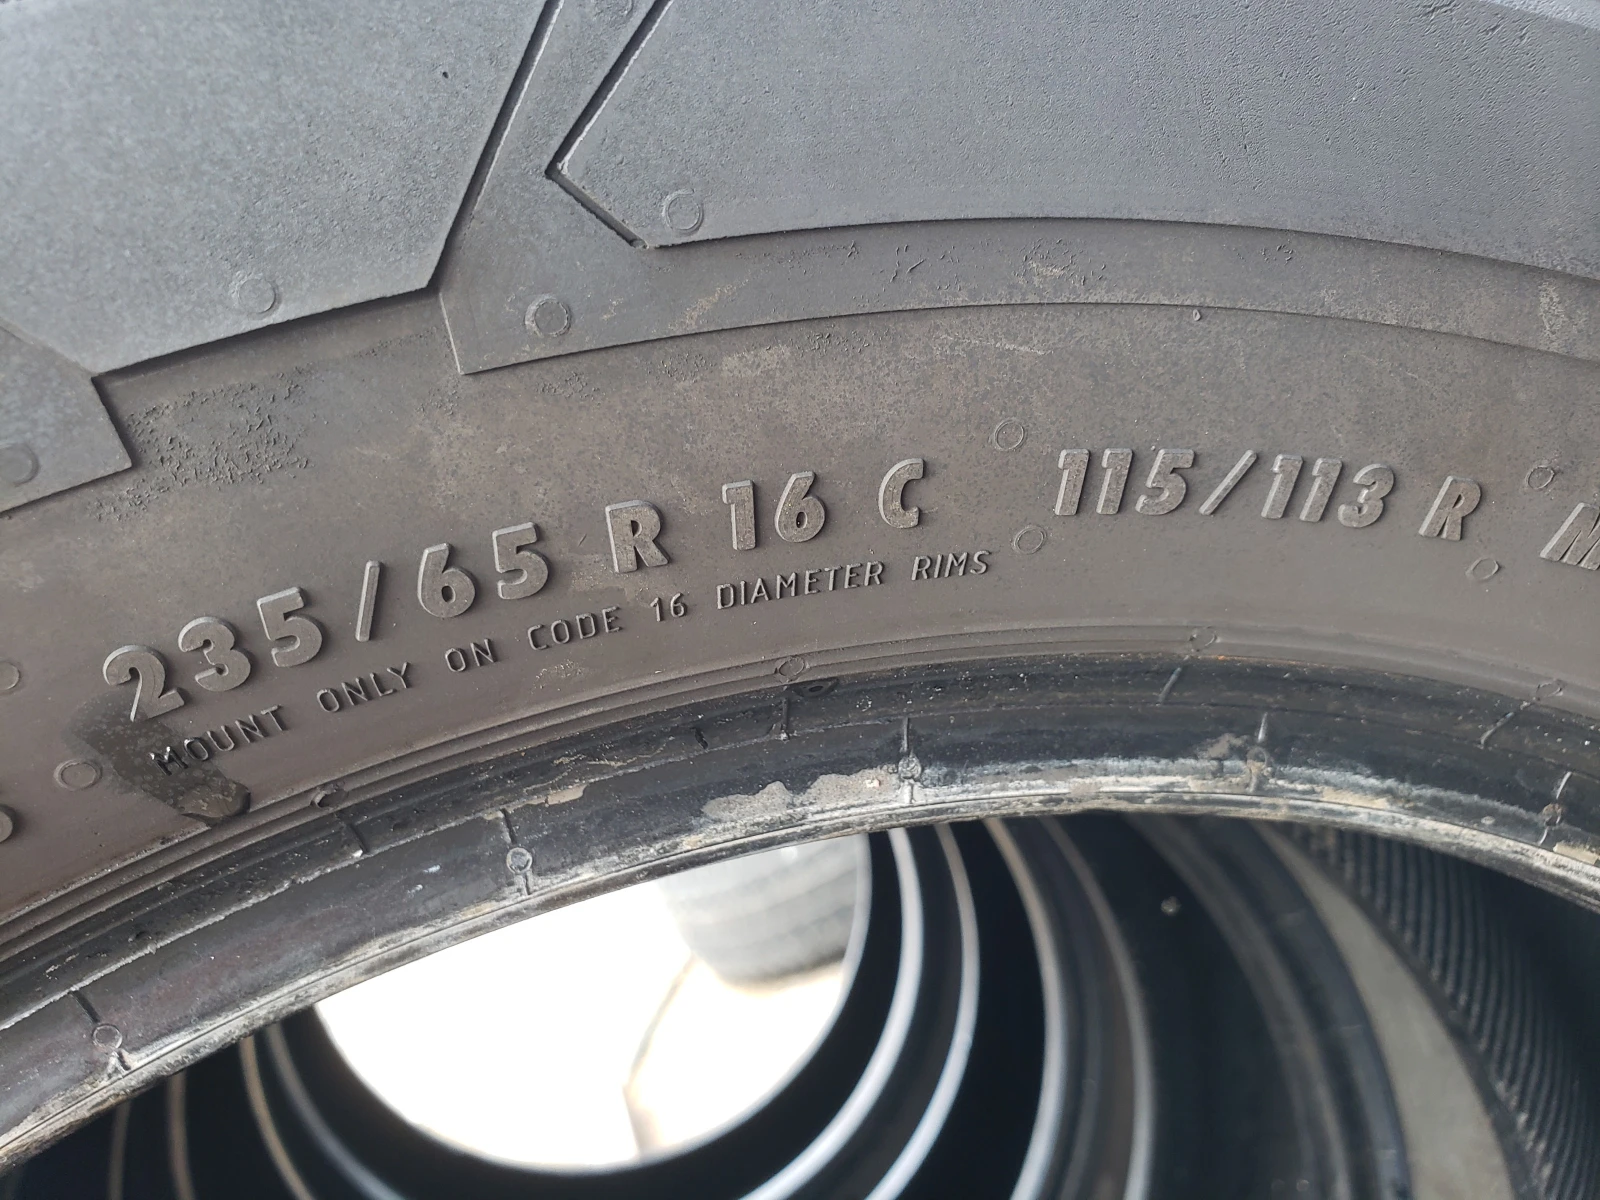 235/65 R 16 C 115/113 R M
MOUNT ONLY ON CODE 16 DIAMETER RIMS